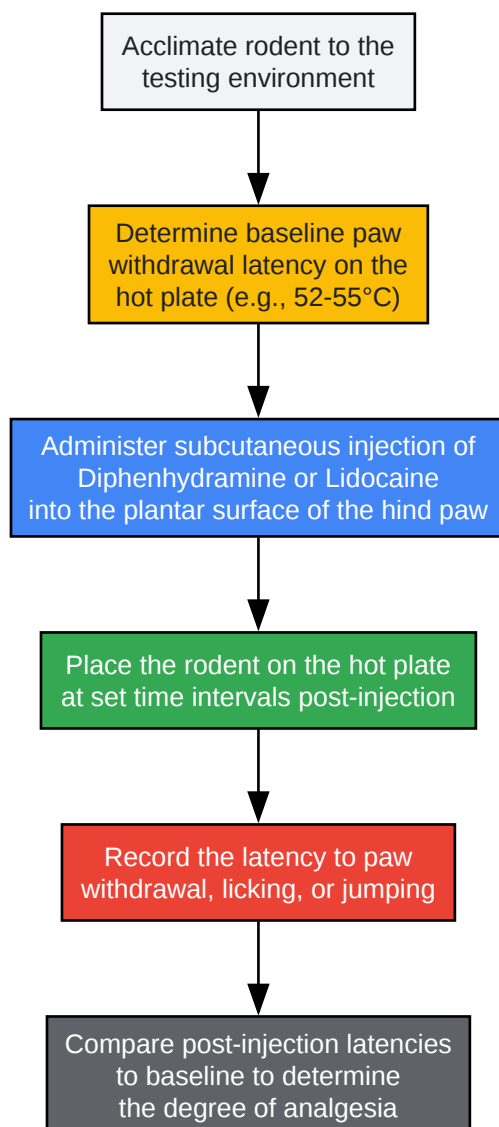 Acclimate rodent to the
testing environment
Determine baseline paw
withdrawal latency on the
hot plate (e.g., 52-55°C)
Administer subcutaneous injection of
Diphenhydramine or Lidocaine
into the plantar surface of the hind paw
Place the rodent on the hot plate
at set time intervals post-injection
Record the latency to paw
withdrawal, licking, or jumping
Compare post-injection latencies
to baseline to determine
the degree of analgesia